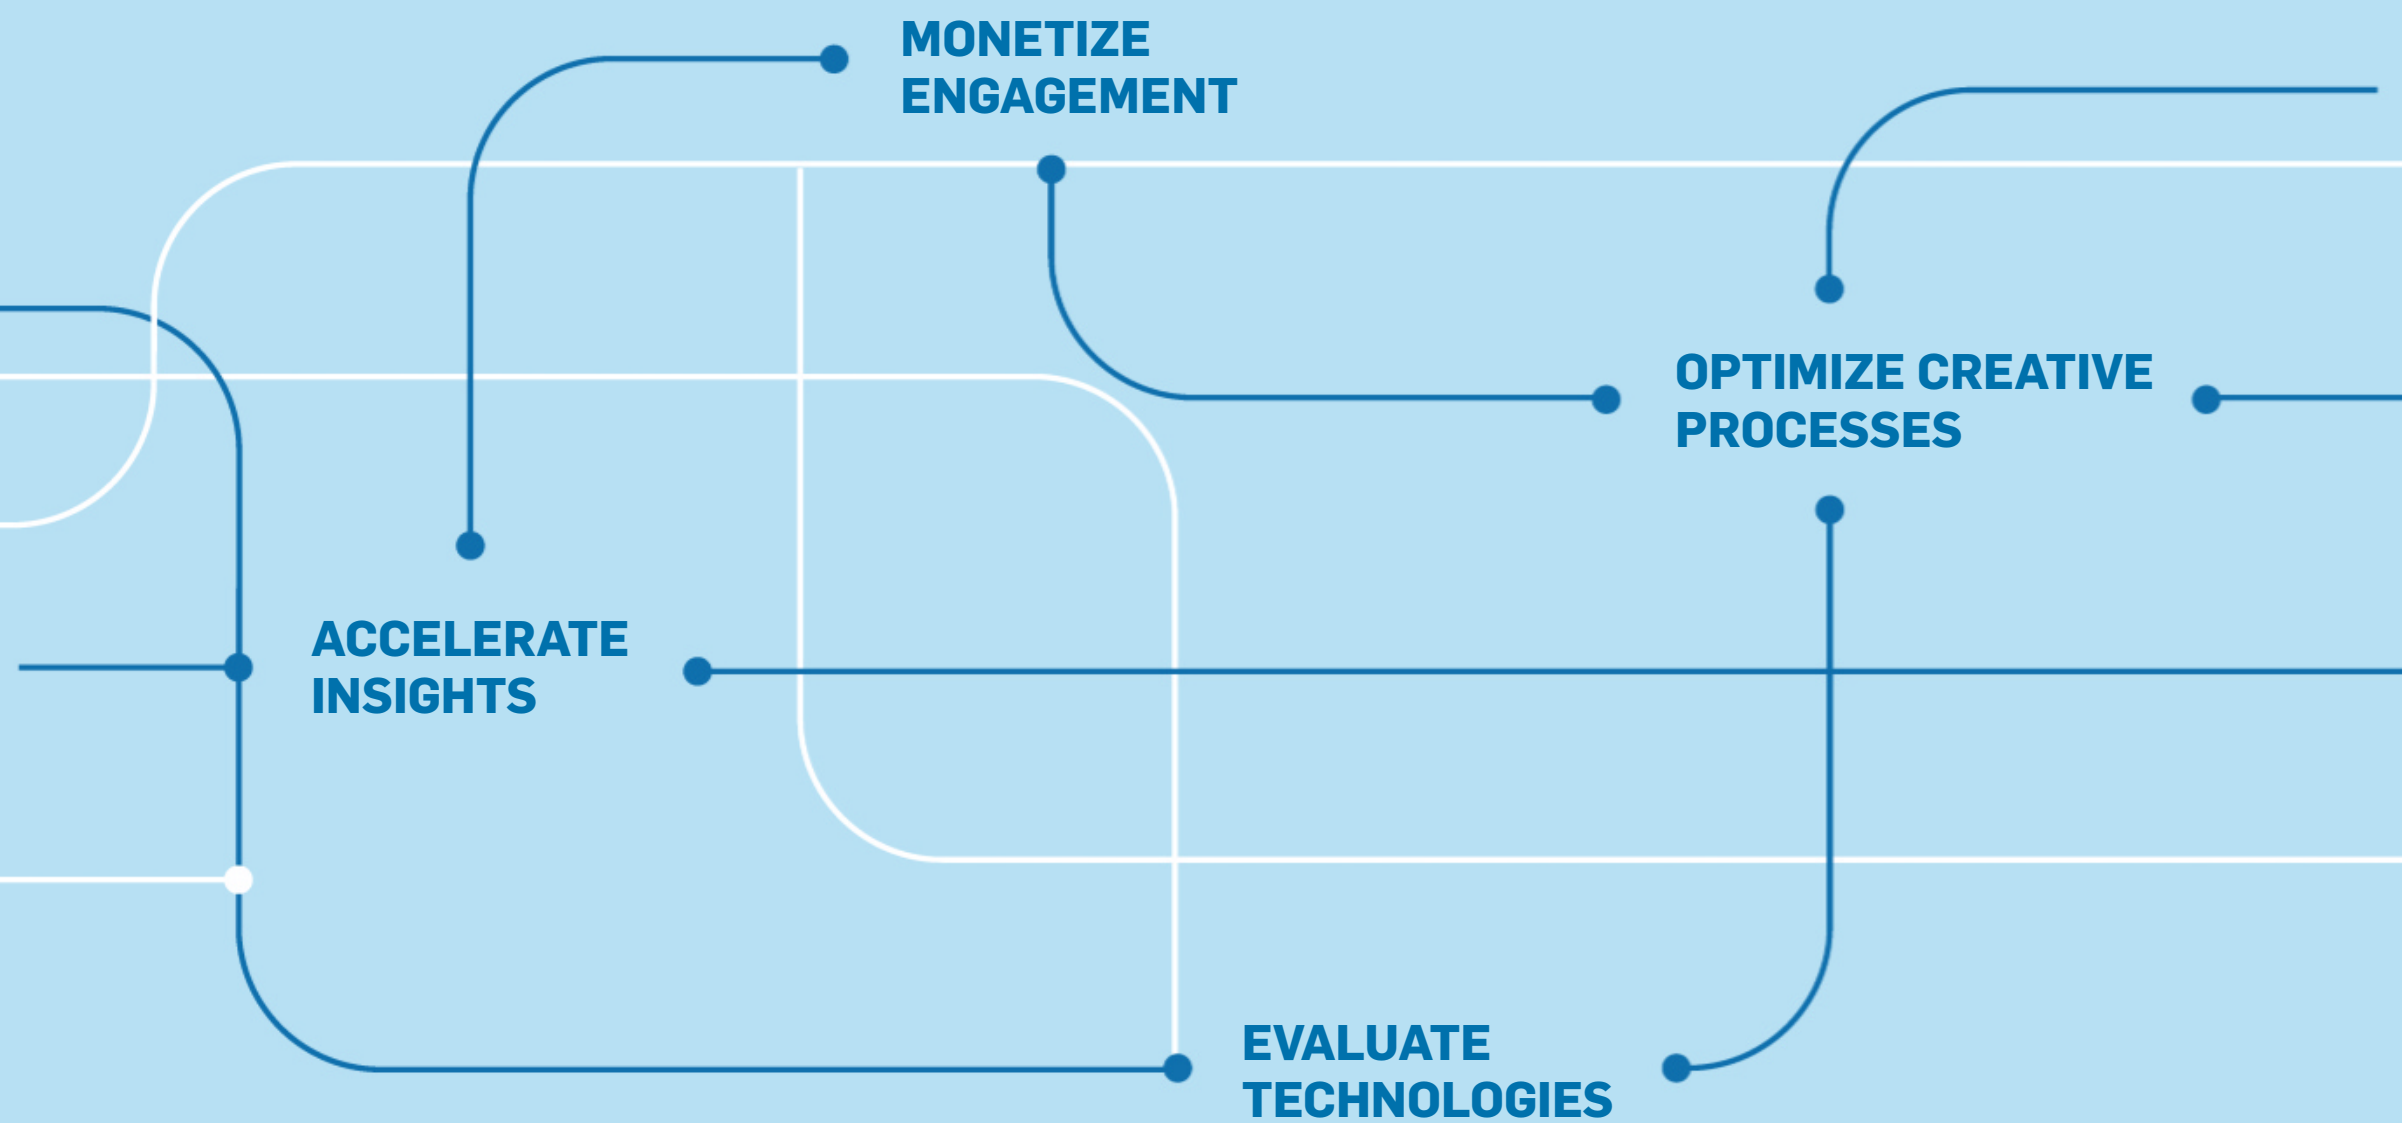 MONETIZE
ENGAGEMENT
OPTIMIZE CREATIVE
PROCESSES
ACCELERATE
INSIGHTS
EVALUATE
TECHNOLOGIES